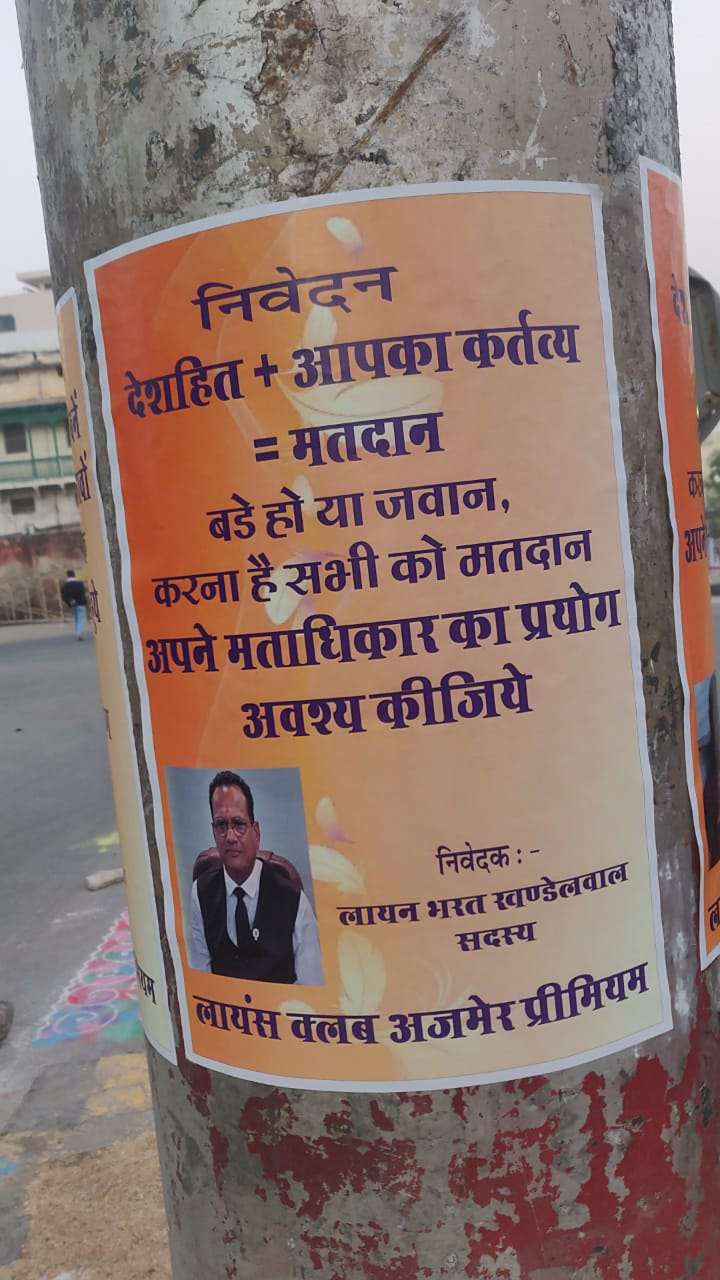 निवेदन
देशहित + आपका कर्तव्य
= मतदान
बडे हो या जवान,
करना है सभी को मतदान
अपने मताधिकार का प्रयोग
अवश्य कीजिये
निवेदक : -
लायन भरत खण्डेलवाल
सदस्य
लायंस क्लब अजमेर प्रीमियम